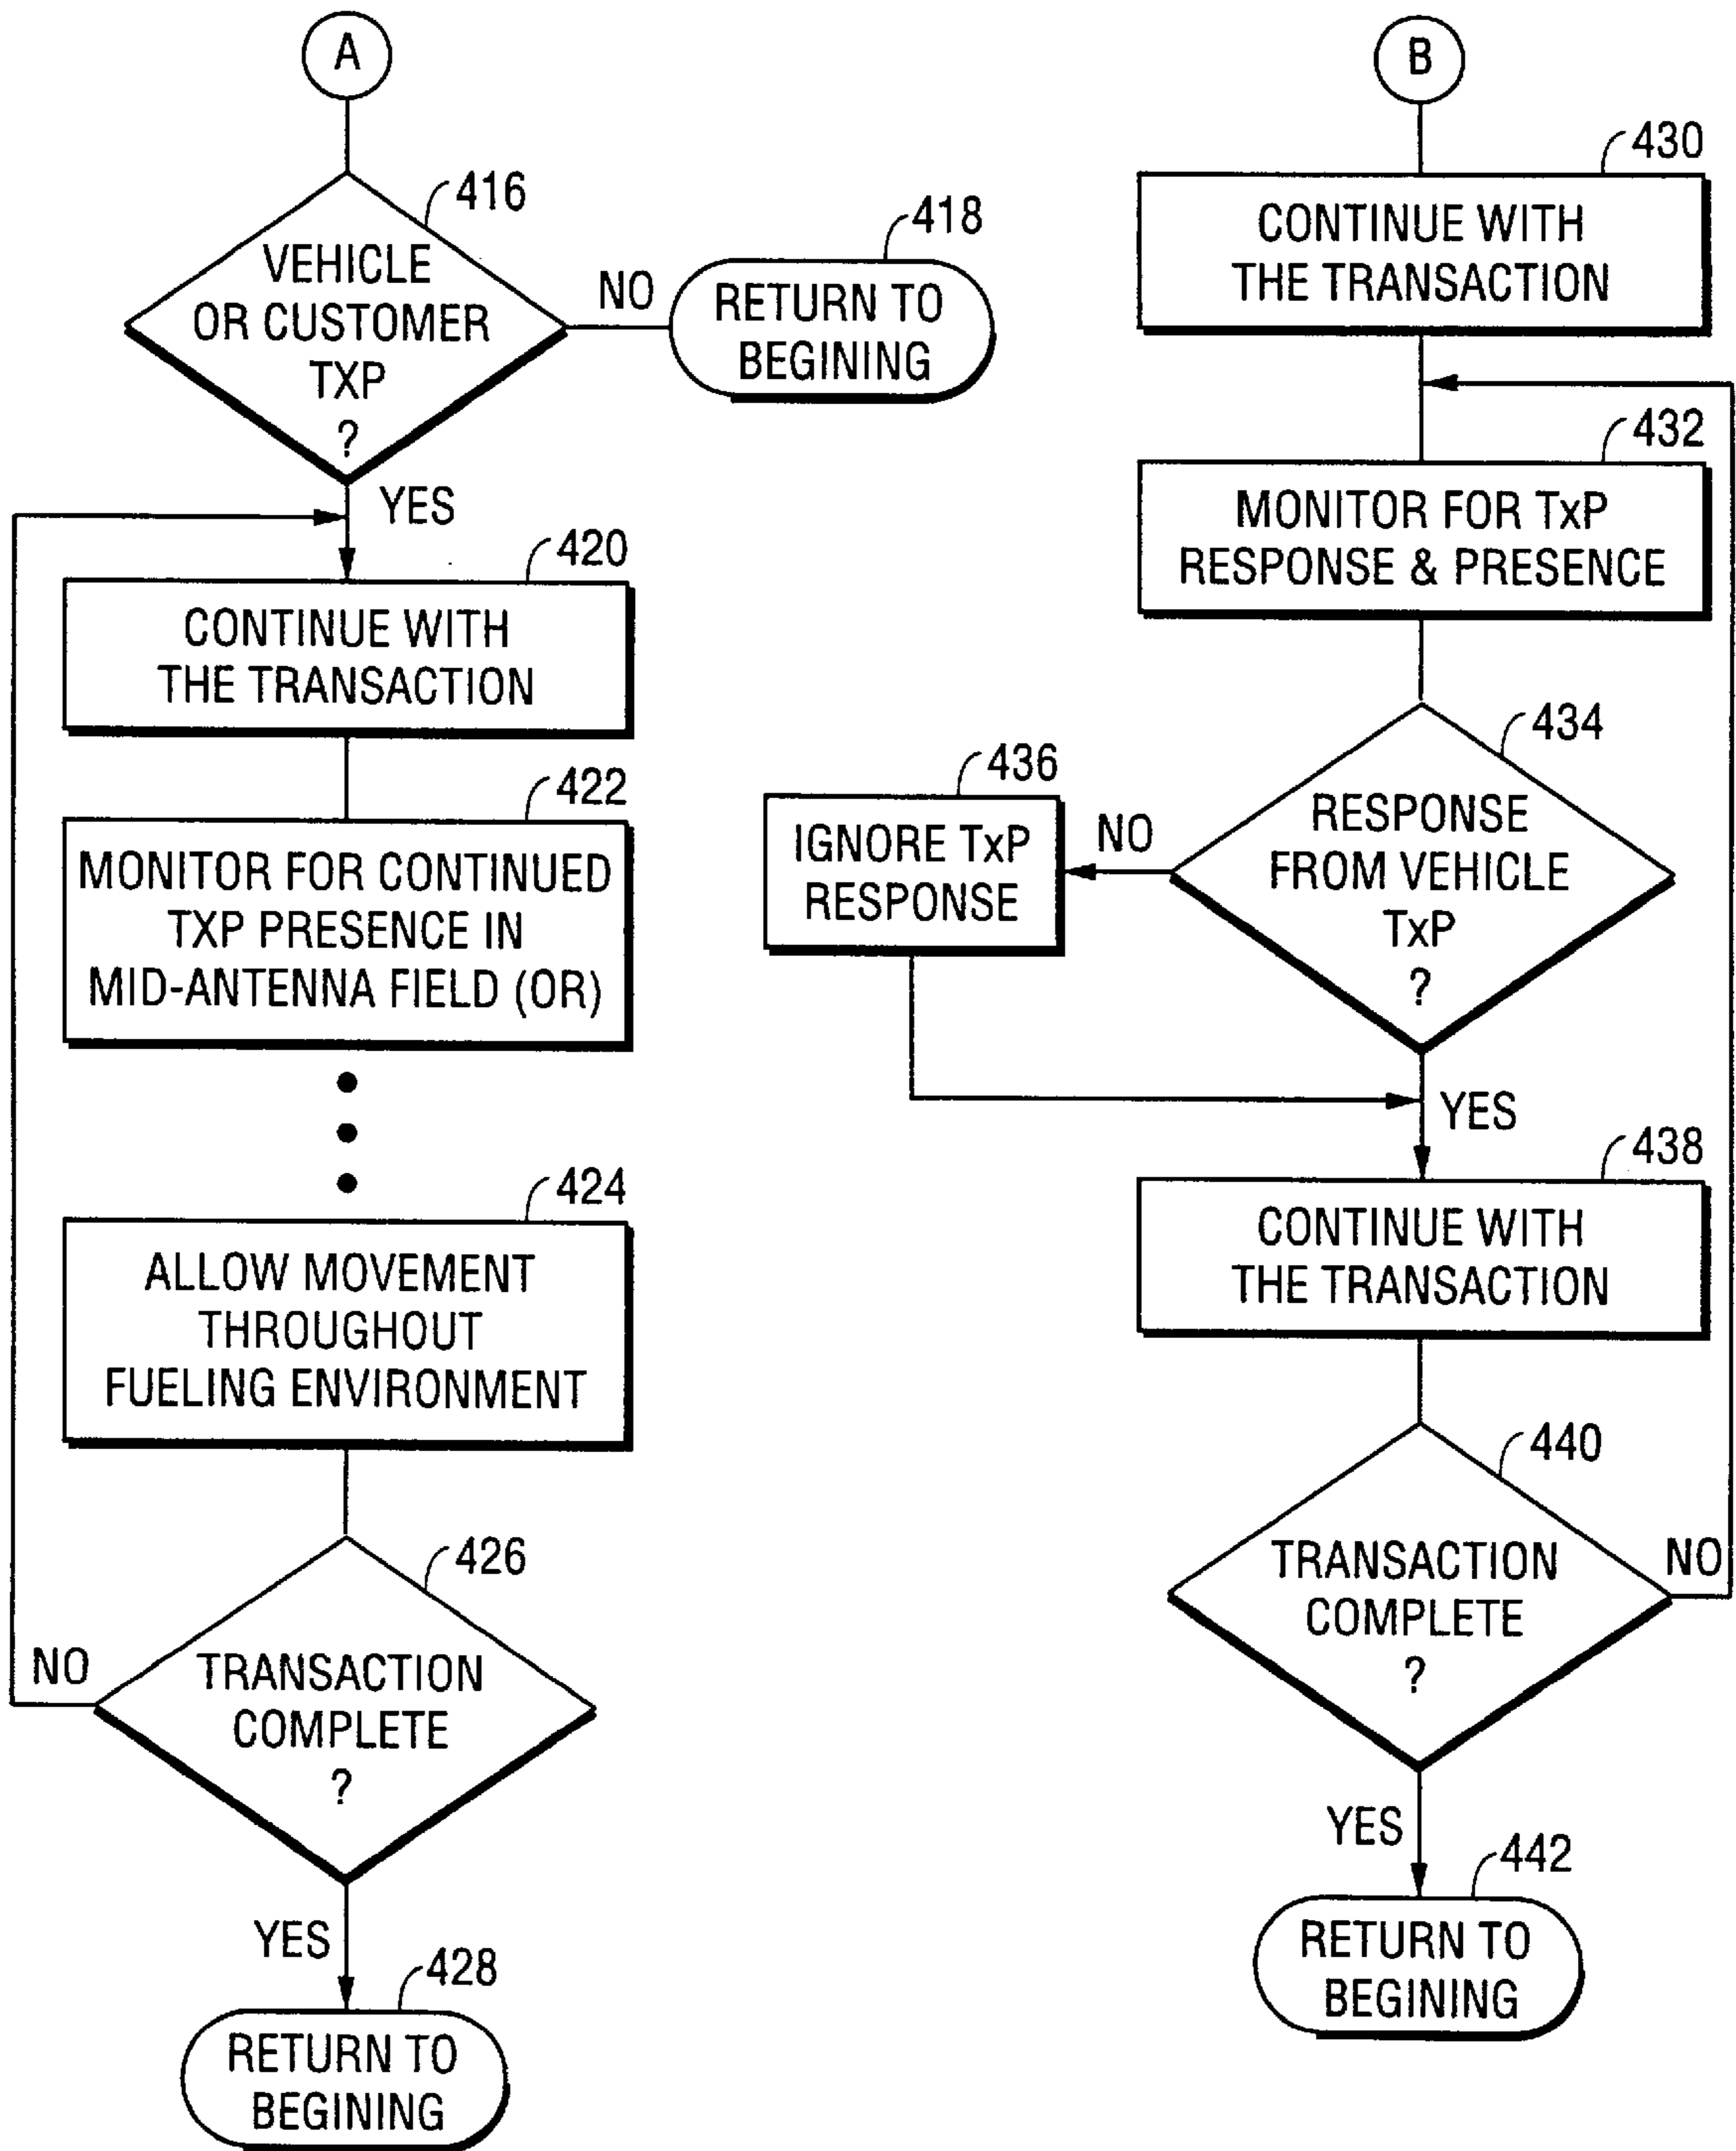 A
416
VEHICLE
OR CUSTOMER
TXP
?
NO
418
RETURN TO
BEGINING
YES
420
CONTINUE WITH
THE TRANSACTION
422
MONITOR FOR CONTINUED
TXP PRESENCE IN
MID-ANTENNA FIELD (OR)
424
ALLOW MOVEMENT
THROUGHOUT
FUELING ENVIRONMENT
426
TRANSACTION
COMPLETE
?
NO
YES
428
RETURN TO
BEGINING
B
430
CONTINUE WITH
THE TRANSACTION
432
MONITOR FOR TxP
RESPONSE & PRESENCE
434
RESPONSE
FROM VEHICLE
TxP
?
NO
436
IGNORE TxP
RESPONSE
YES
438
CONTINUE WITH
THE TRANSACTION
440
TRANSACTION
COMPLETE
?
NO
YES
442
RETURN TO
BEGINING